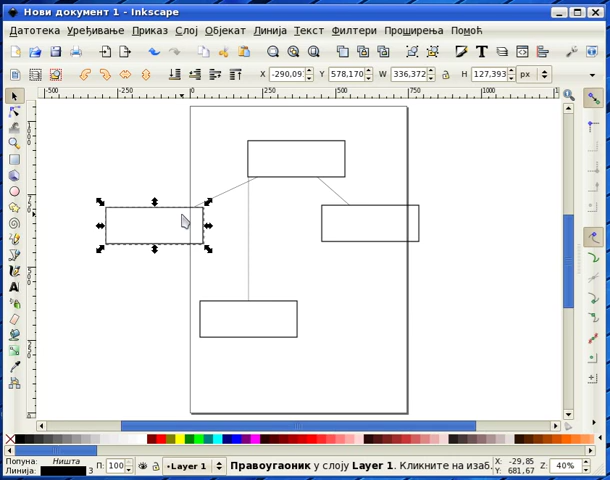 Нови документ 1 - Inkscape
Датотека Уређивање Приказ Слој Објекат Линија Текст Филтери Проширења Помоћ
X -290,09 Y 578,170 W 336,372 H 127,393 px
-500 -250 0 250 500 750 1000
Попуна: Ништа
Линија: 3
П: 100
Layer 1
Правоугаоник у слоју Layer 1. Кликните на изаб.
X: -29,85
Y: 681,67
Z: 40%